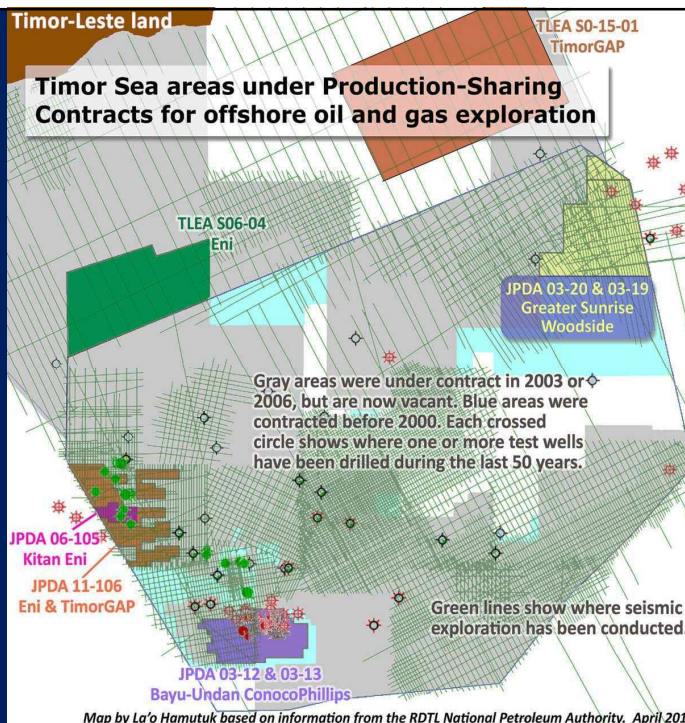 Timor-Leste land
TLEA S0-15-01
TimorGAP
Timor Sea areas under Production-Sharing
Contracts for offshore oil and gas exploration
TLEA S06-04
Eni
JPDA 03-20 & 03-19
Greater Sunrise
Woodside
Gray areas were under contract in 2003 or
2006, but are now vacant. Blue areas were
contracted before 2000. Each crossed
circle shows where one or more test wells
have been drilled during the last 50 years.
JPDA 06-105
Kitan Eni
JPDA 11-106
Eni & TimorGAP
Green lines show where seismic
exploration has been conducted.
JPDA 03-12 & 03-13
Bayu-Undan ConocoPhillips
Map by La'o Hamutuk based on information from the RDTL National Petroleum Authority. April 201